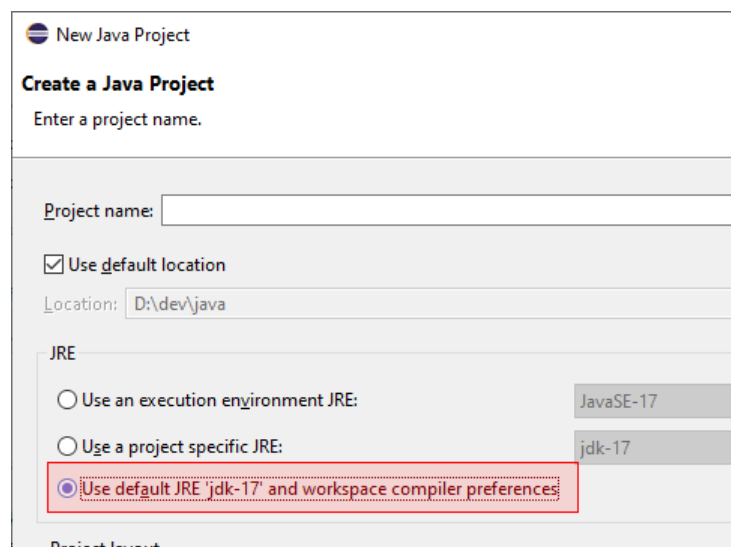 New Java Project
Create a Java Project
Enter a project name.
Project name:
Use default location
Location: D:\dev\java
JRE
Use an execution environment JRE: JavaSE-17
Use a project specific JRE: jdk-17
Use default JRE 'jdk-17' and workspace compiler preferences
Project layout